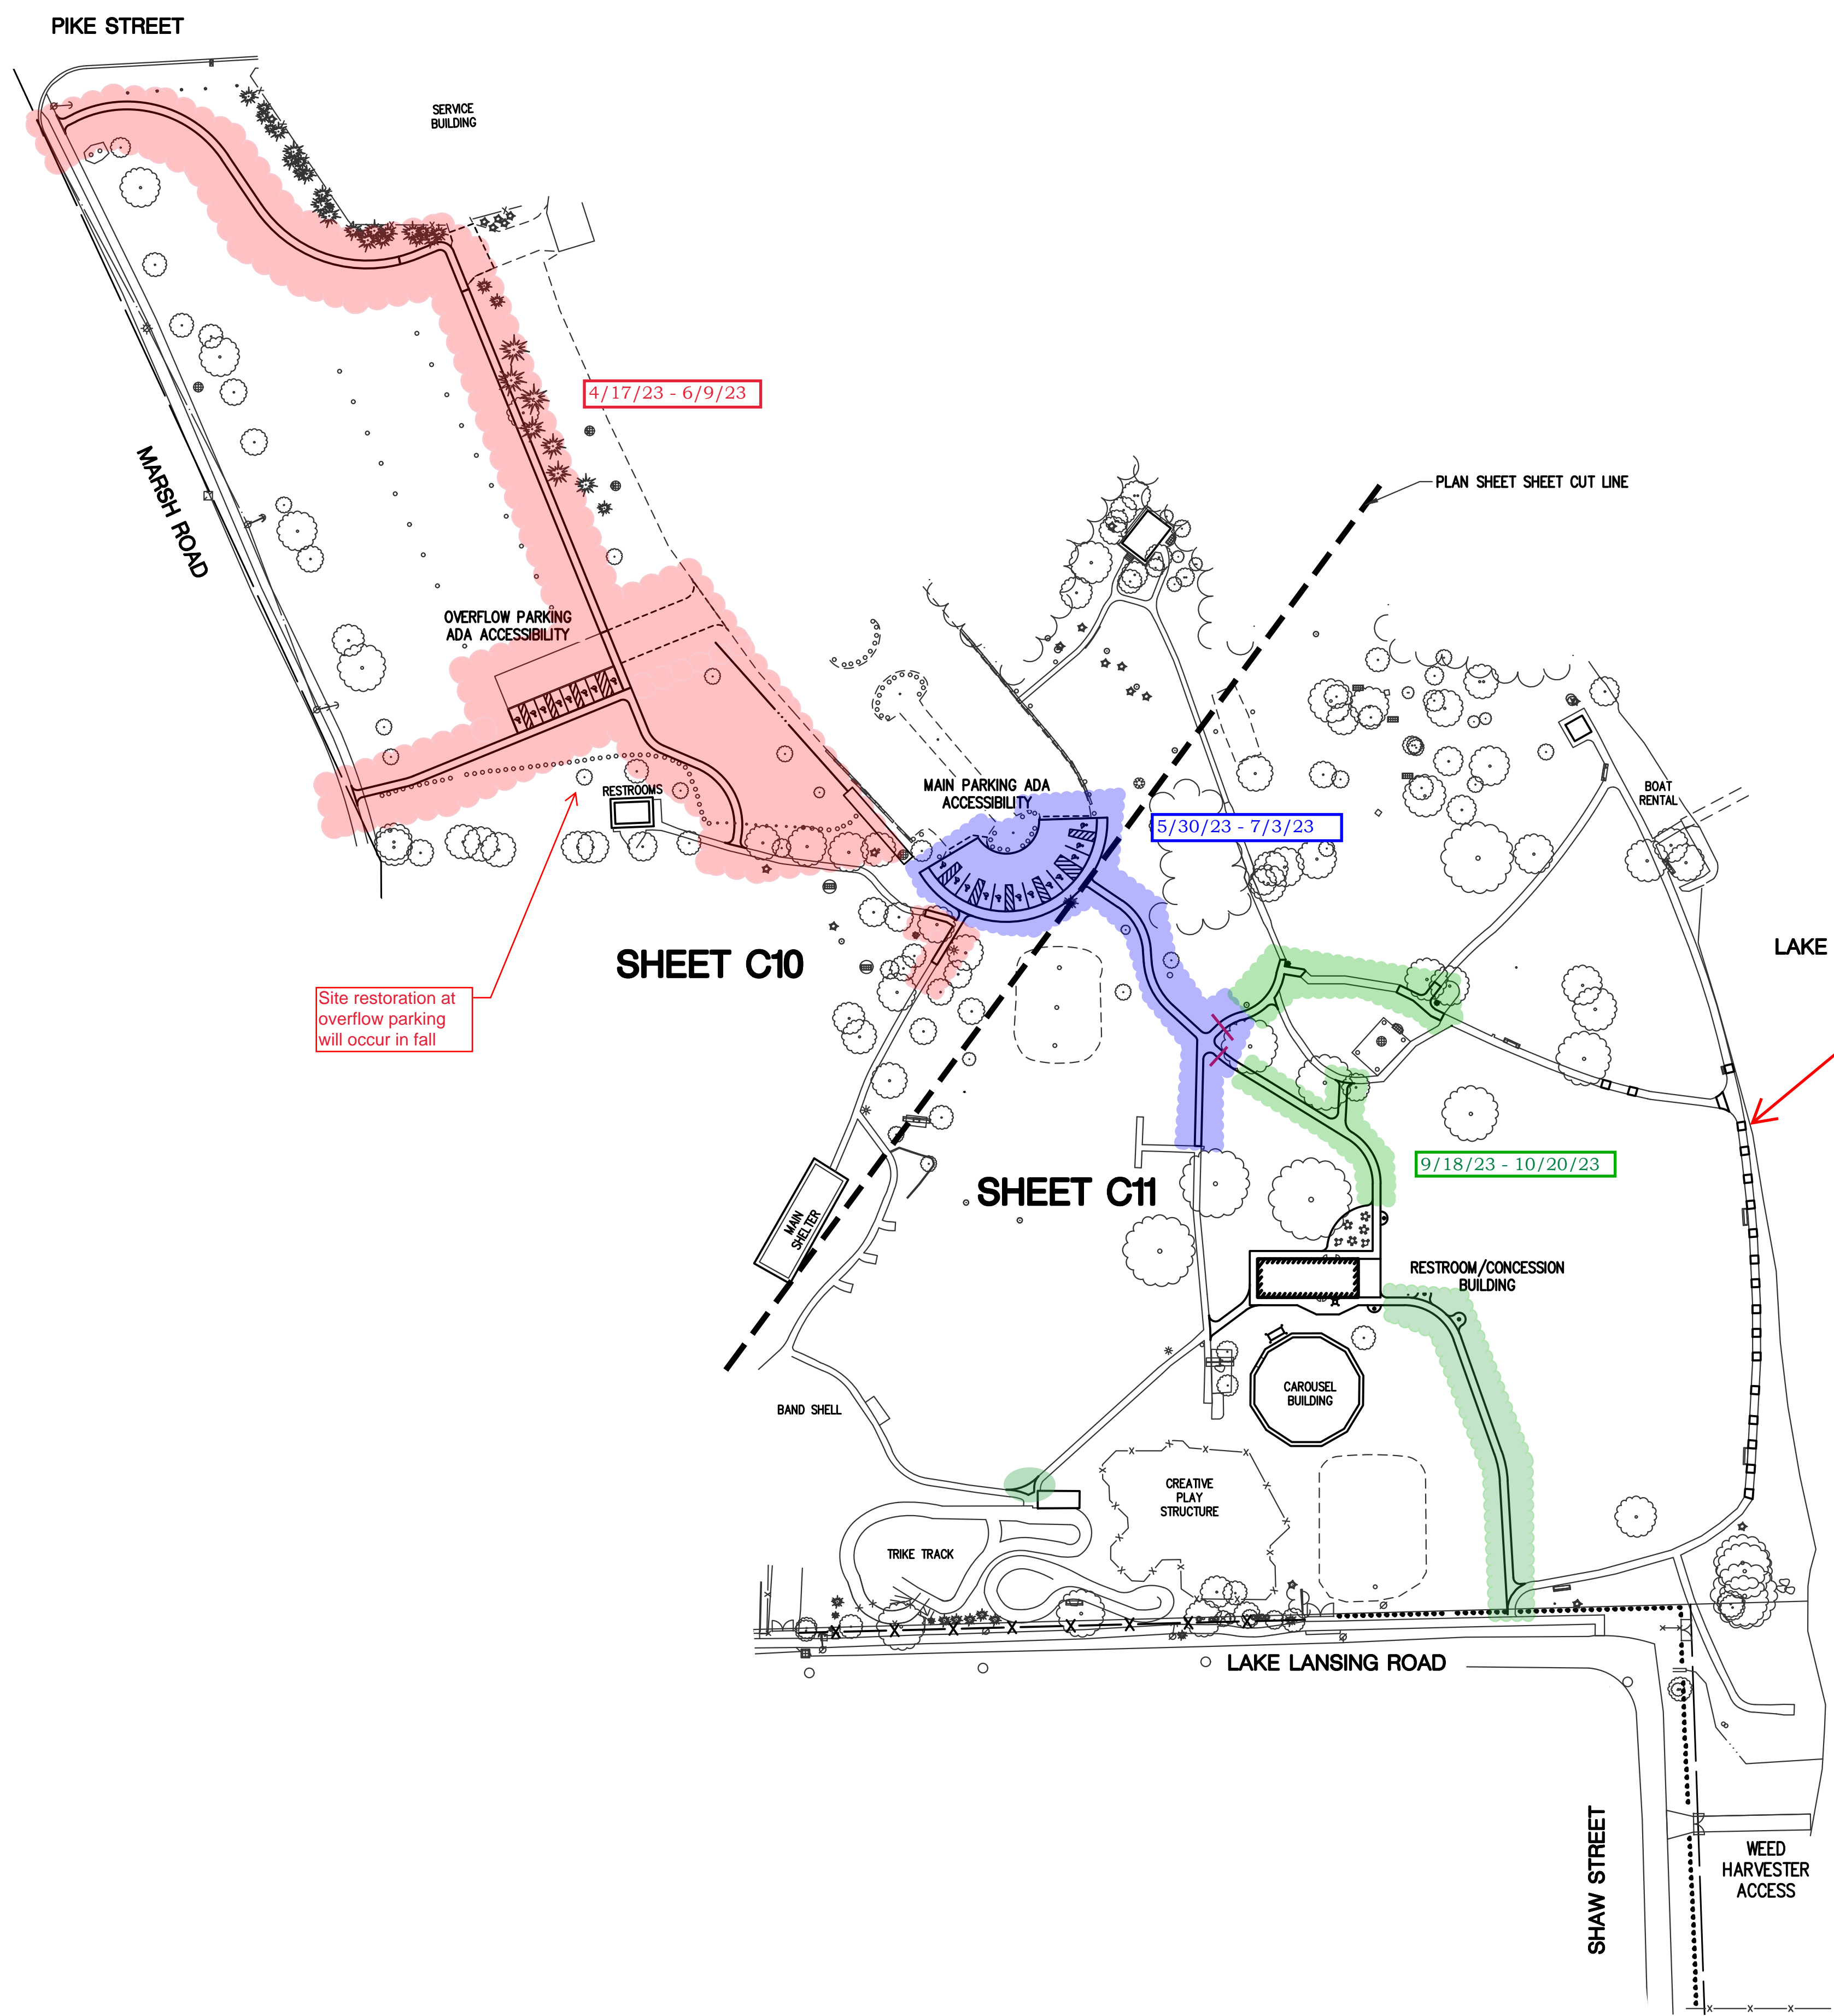 PIKE STREET
SERVICE
BUILDING
4/17/23 - 6/9/23
PLAN SHEET SHEET CUT LINE
MARSH ROAD
OVERFLOW PARKING
ADA ACCESSIBILITY
RESTROOMS
MAIN PARKING ADA
ACCESSIBILITY
5/30/23 - 7/3/23
BOAT
RENTAL
LAKE
SHEET C10
Site restoration at
overflow parking
will occur in fall
SHEET C11
9/18/23 - 10/20/23
MAIN
SHELTER
RESTROOM/CONCESSION
BUILDING
CAROUSEL
BUILDING
BAND SHELL
CREATIVE
PLAY
STRUCTURE
TRIKE TRACK
LAKE LANSING ROAD
SHAW STREET
WEED
HARVESTER
ACCESS